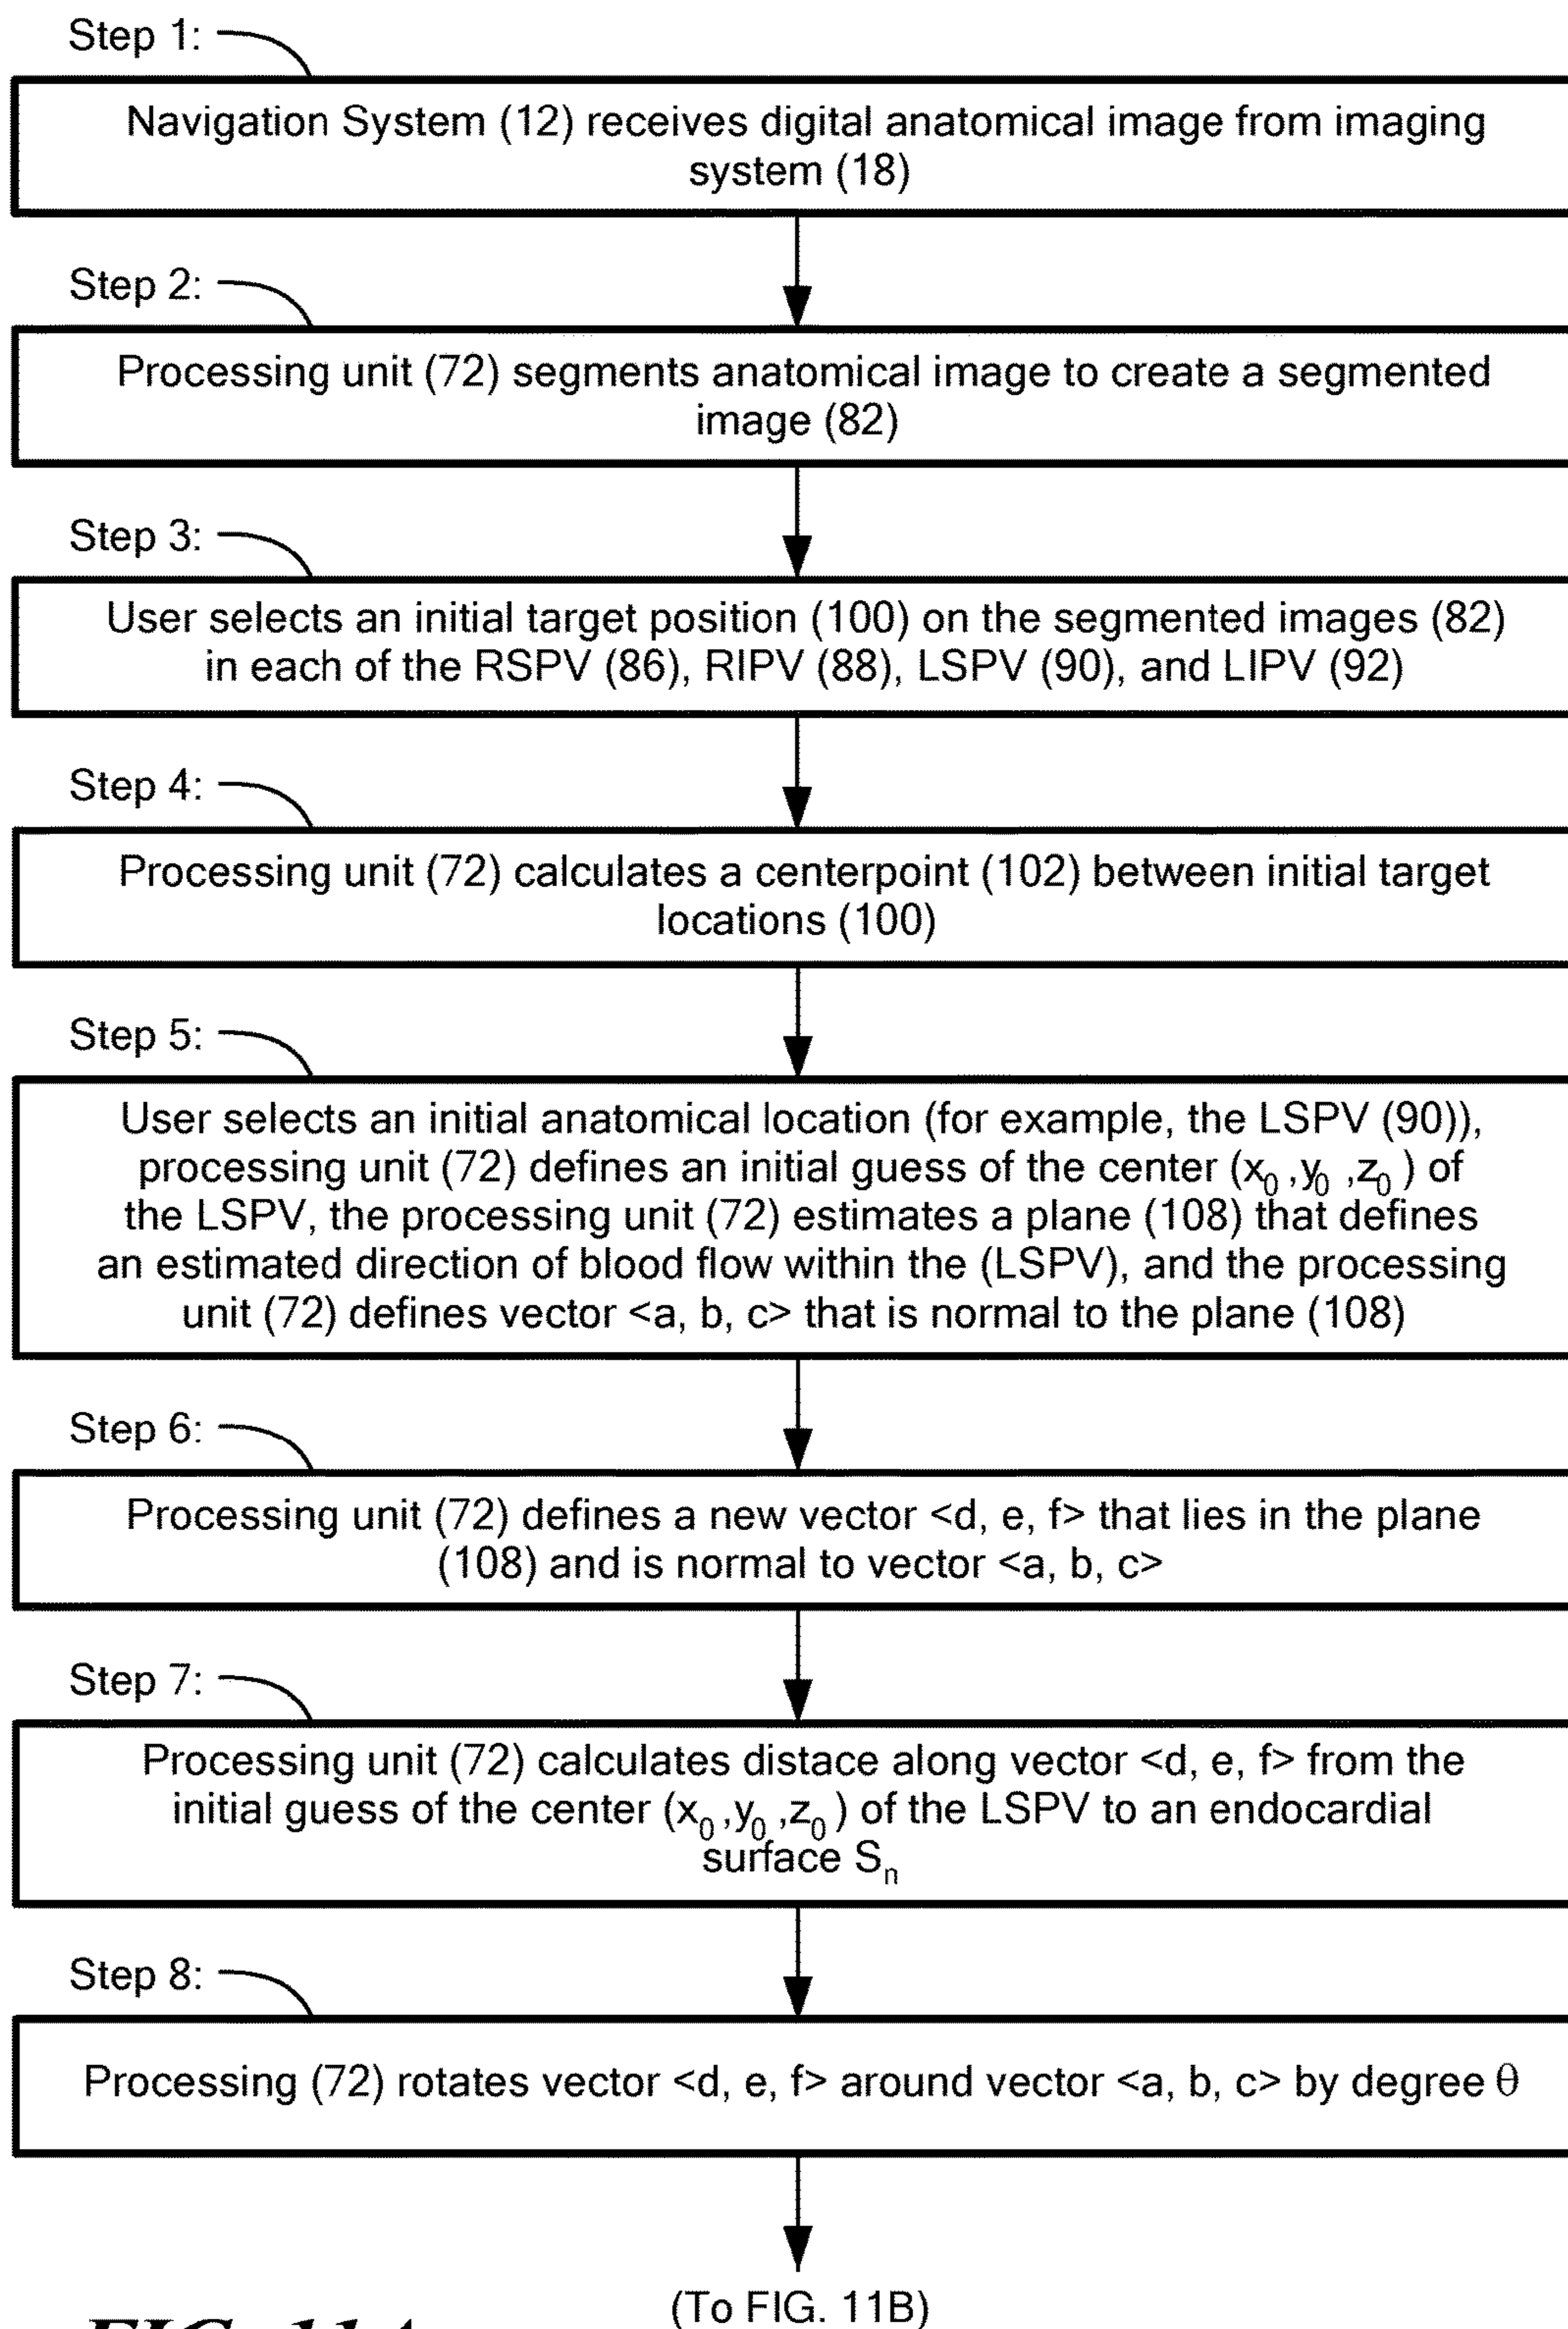 Step 1:
Navigation System (12) receives digital anatomical image from imaging
system (18)
Step 2:
Processing unit (72) segments anatomical image to create a segmented
image (82)
Step 3:
User selects an initial target position (100) on the segmented images (82)
in each of the RSPV (86), RIPV (88), LSPV (90), and LIPV (92)
Step 4:
Processing unit (72) calculates a centerpoint (102) between initial target
locations (100)
Step 5:
User selects an initial anatomical location (for example, the LSPV (90)),
processing unit (72) defines an initial guess of the center (x₀ ,y₀ ,z₀ ) of
the LSPV, the processing unit (72) estimates a plane (108) that defines
an estimated direction of blood flow within the (LSPV), and the processing
unit (72) defines vector <a, b, c> that is normal to the plane (108)
Step 6:
Processing unit (72) defines a new vector <d, e, f> that lies in the plane
(108) and is normal to vector <a, b, c>
Step 7:
Processing unit (72) calculates distace along vector <d, e, f> from the
initial guess of the center (x₀ ,y₀ ,z₀ ) of the LSPV to an endocardial
surface Sₙ
Step 8:
Processing (72) rotates vector <d, e, f> around vector <a, b, c> by degree θ
(To FIG. 11B)
FIG. 11A